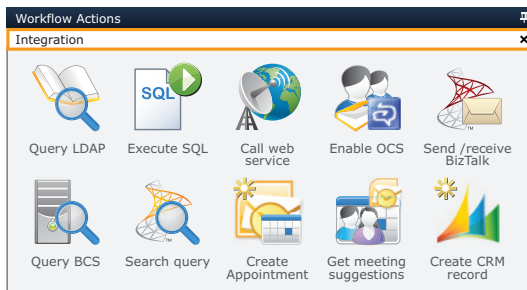 Workflow Actions
Integration
SQL
Query LDAP Execute SQL Call web service Enable OCS Send /receive BizTalk
Query BCS Search query Create Appointment Get meeting suggestions Create CRM record